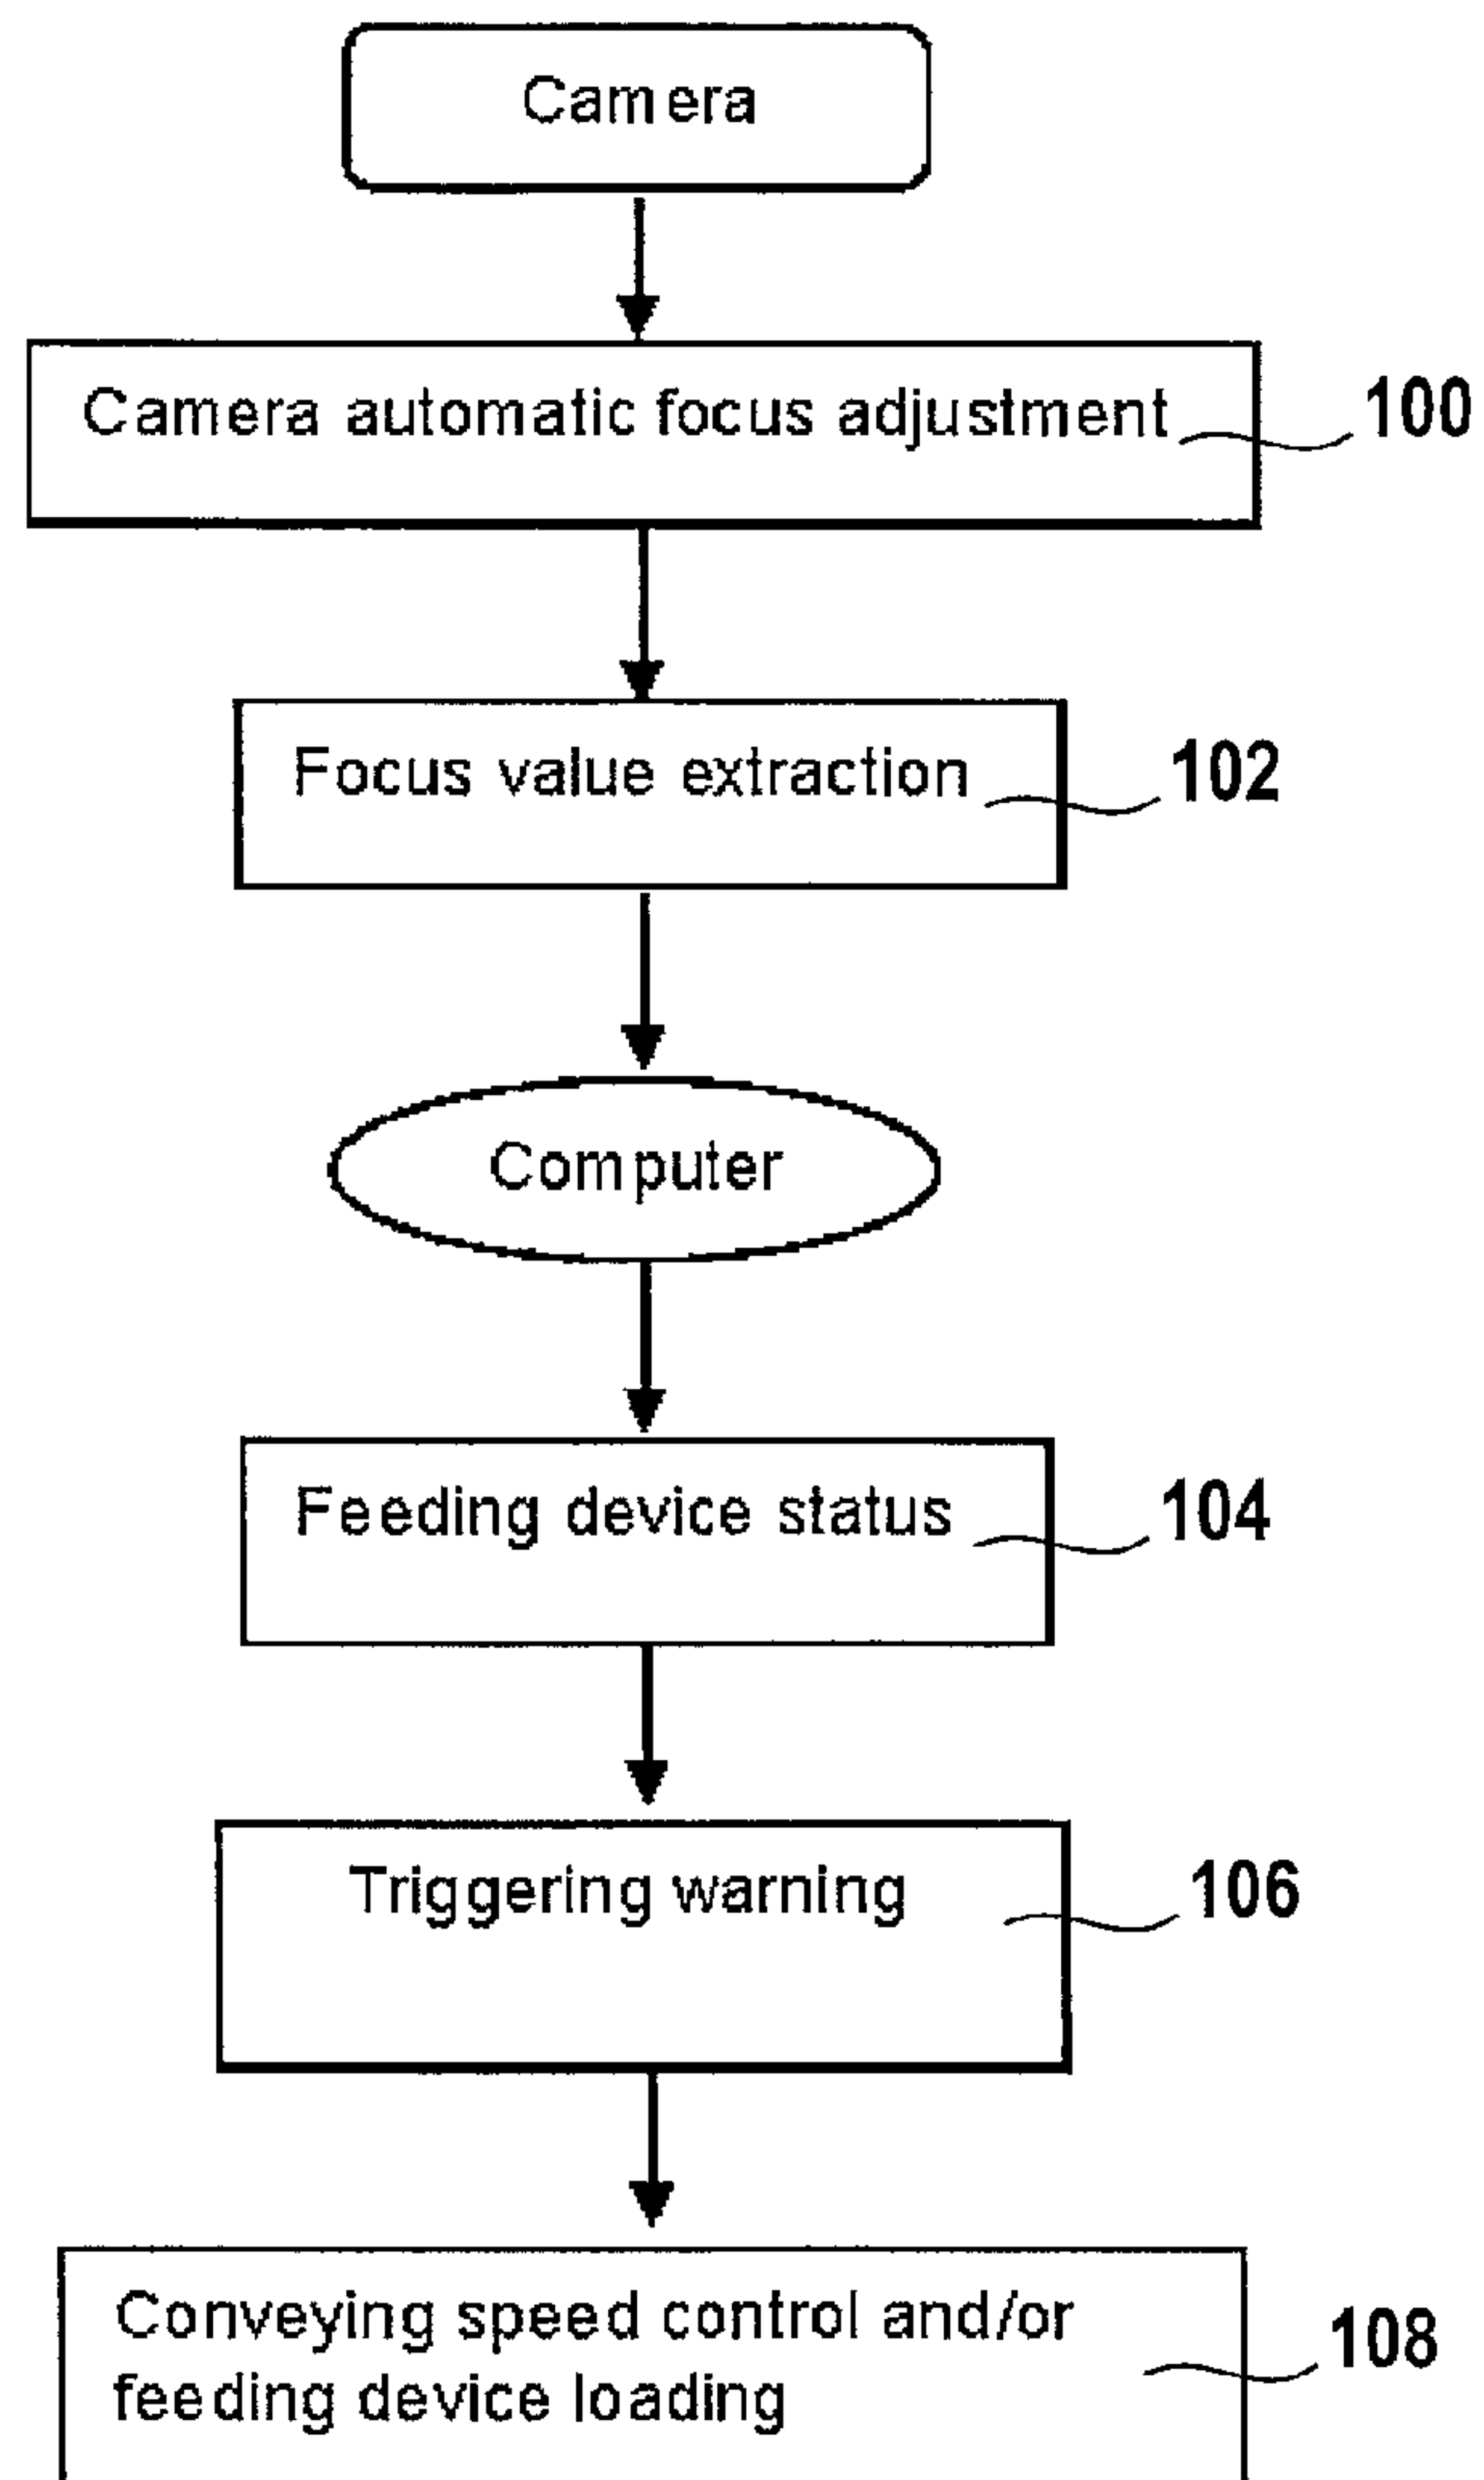 Camera
Camera automatic focus adjustment
100
Focus value extraction
102
Computer
Feeding device status
104
Triggering warning
106
Conveying speed control and/or
feeding device loading
108